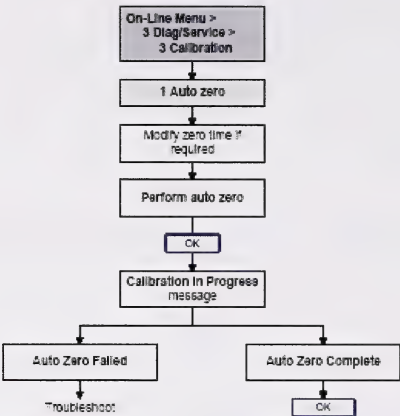 On-Line Menu >
3 Diag/Service >
3 Calibration
1 Auto zero
Modify zero time if
required
Perform auto zero
OK
Calibration in Progress
message
Auto Zero Failed
Auto Zero Complete
Troubleshoot
OK